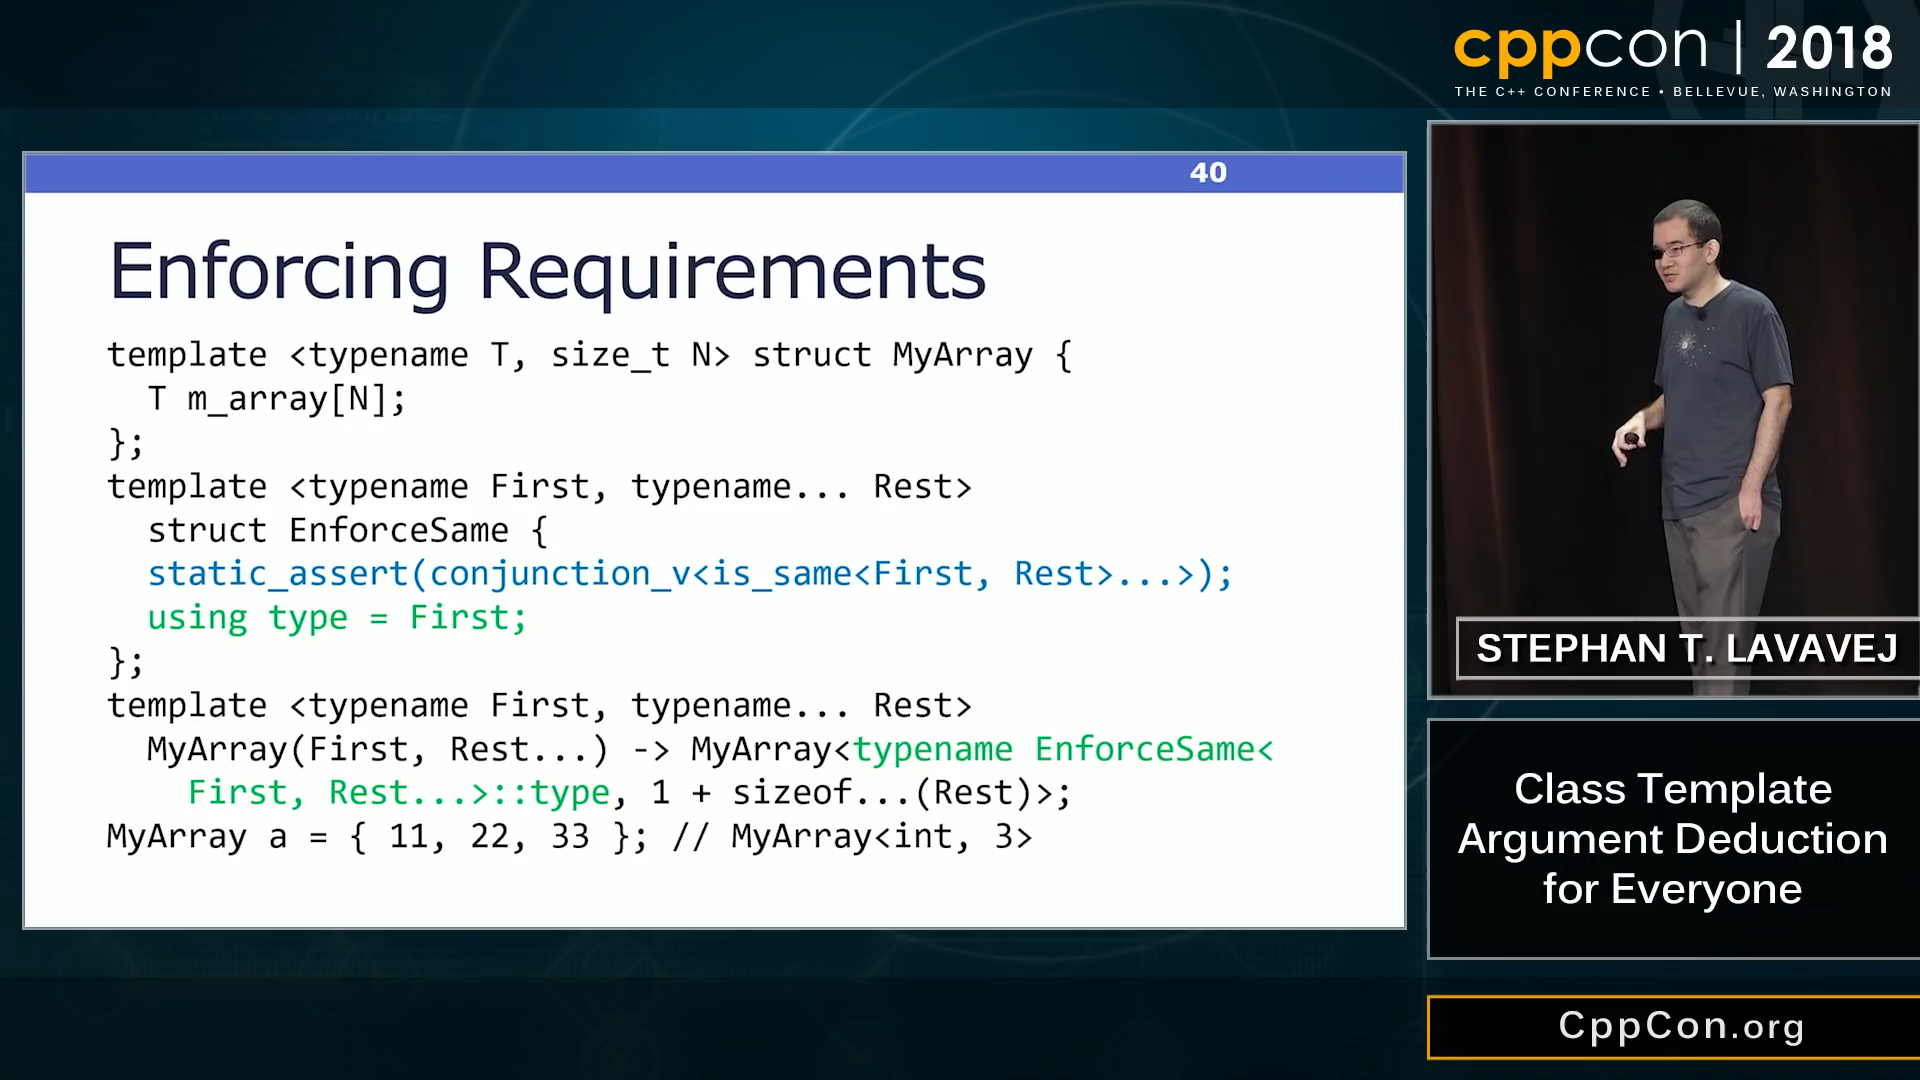 cppcon | 2018
THE C++ CONFERENCE • BELLEVUE, WASHINGTON
40
Enforcing Requirements
template <typename T, size_t N> struct MyArray {
  T m_array[N];
};
template <typename First, typename... Rest>
  struct EnforceSame {
  static_assert(conjunction_v<is_same<First, Rest>...>);
  using type = First;
};
template <typename First, typename... Rest>
  MyArray(First, Rest...) -> MyArray<typename EnforceSame<
    First, Rest...>::type, 1 + sizeof...(Rest)>;
MyArray a = { 11, 22, 33 }; // MyArray<int, 3>
STEPHAN T. LAVAVEJ
Class Template
Argument Deduction
for Everyone
CppCon.org